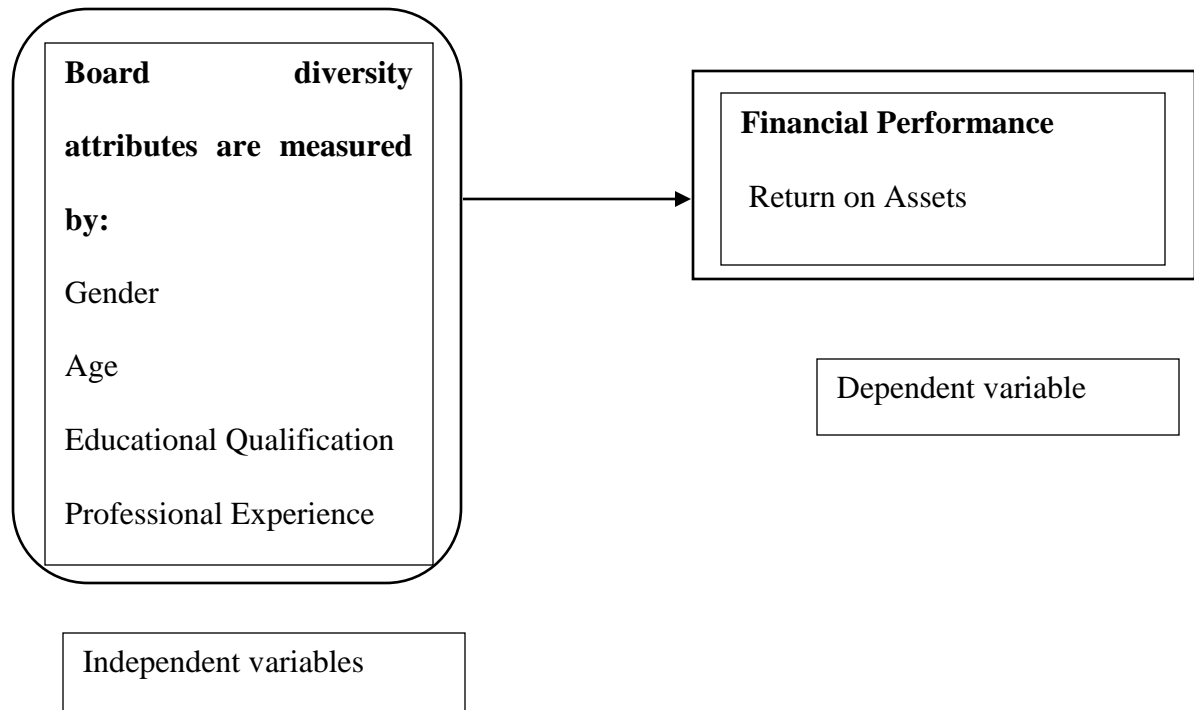 Board diversity
attributes are measured
by:
Gender
Age
Educational Qualification
Professional Experience
Independent variables
Financial Performance
Return on Assets
Dependent variable